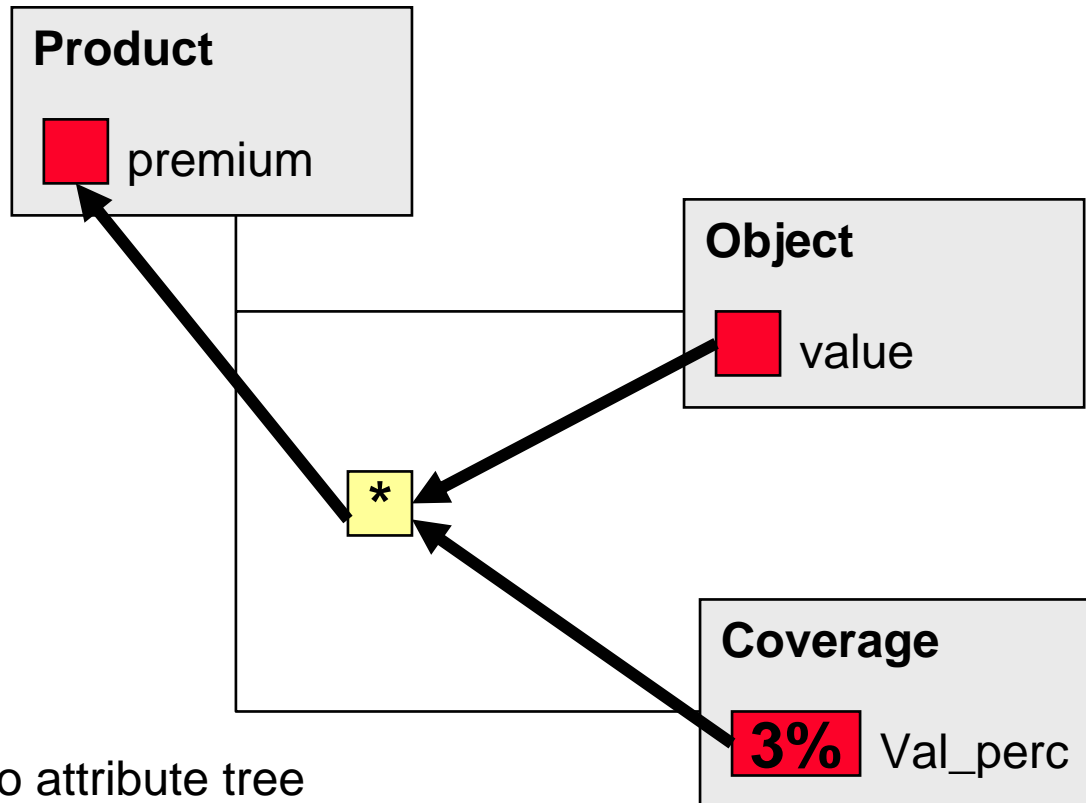 Product
premium
Object
value
*
Coverage
3% Val_perc
o attribute tree